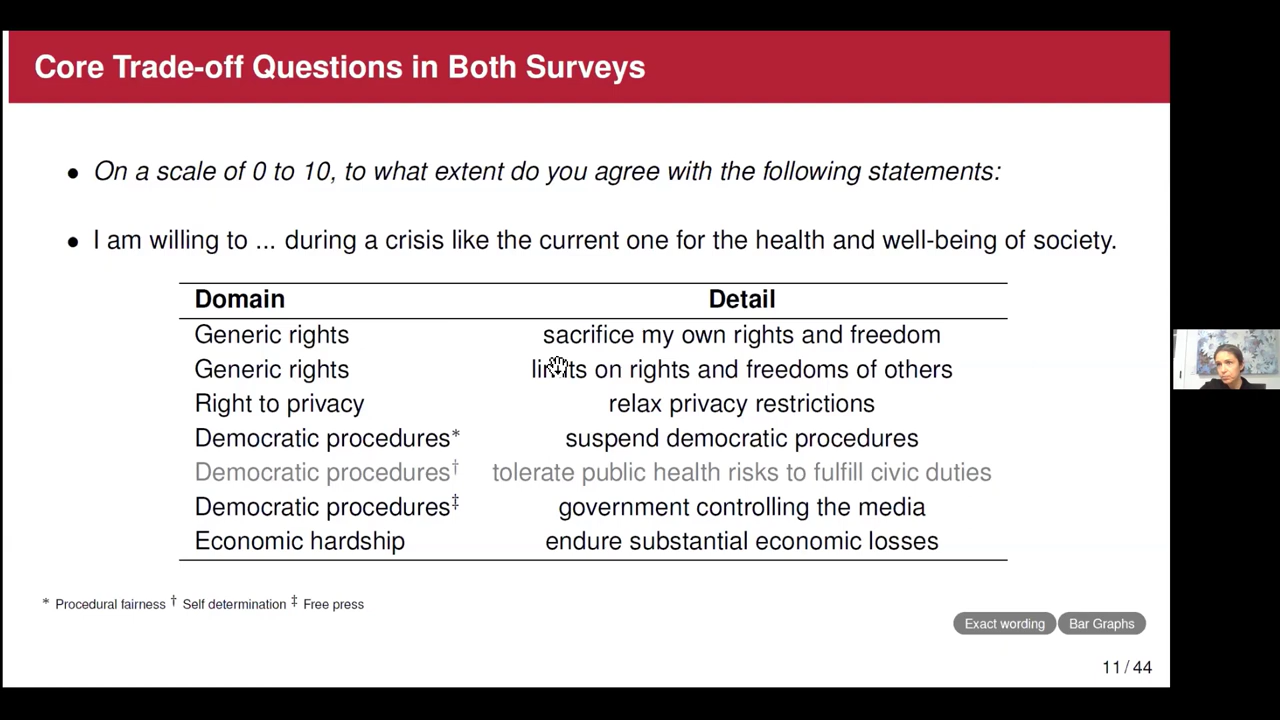 Core Trade-off Questions in Both Surveys
• On a scale of 0 to 10, to what extent do you agree with the following statements:
• I am willing to ... during a crisis like the current one for the health and well-being of society.
Domain Detail
Generic rights sacrifice my own rights and freedom
Generic rights limits on rights and freedoms of others
Right to privacy relax privacy restrictions
Democratic procedures* suspend democratic procedures
Democratic procedures† tolerate public health risks to fulfill civic duties
Democratic procedures‡ government controlling the media
Economic hardship endure substantial economic losses
* Procedural fairness † Self determination ‡ Free press
Exact wording Bar Graphs
11 / 44